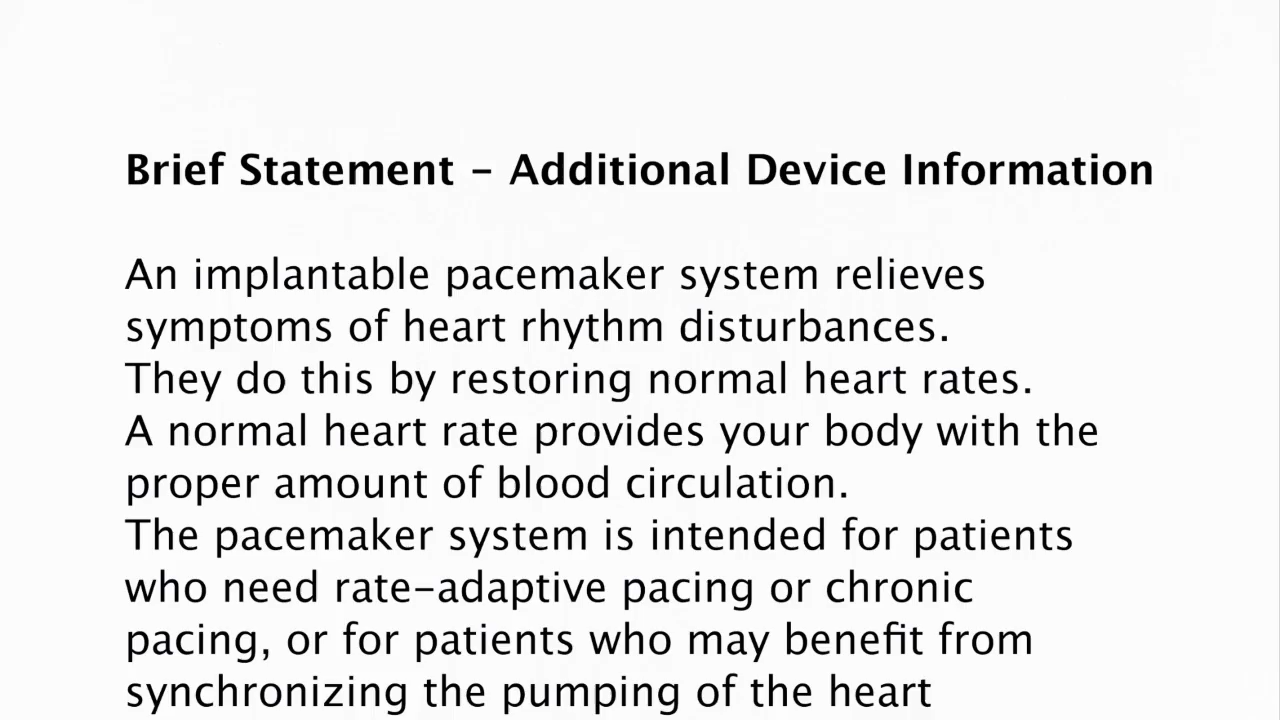 Brief Statement – Additional Device Information
An implantable pacemaker system relieves
symptoms of heart rhythm disturbances.
They do this by restoring normal heart rates.
A normal heart rate provides your body with the
proper amount of blood circulation.
The pacemaker system is intended for patients
who need rate–adaptive pacing or chronic
pacing, or for patients who may benefit from
synchronizing the pumping of the heart